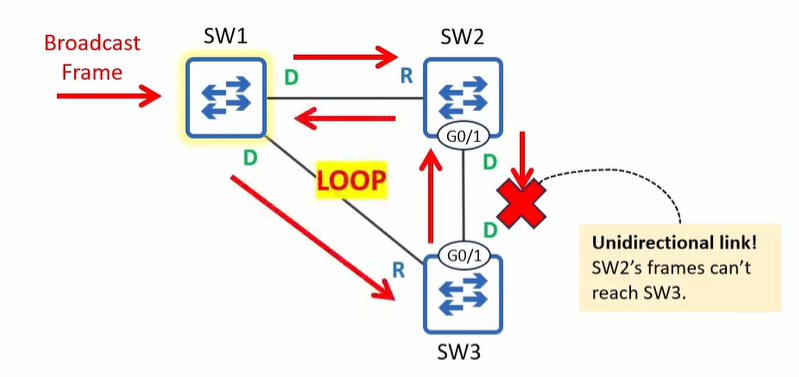 SW1
SW2
Broadcast
Frame
D
R
G0/1
D
D
LOOP
D
Unidirectional link!
SW2's frames can't
reach SW3.
G0/1
R
SW3